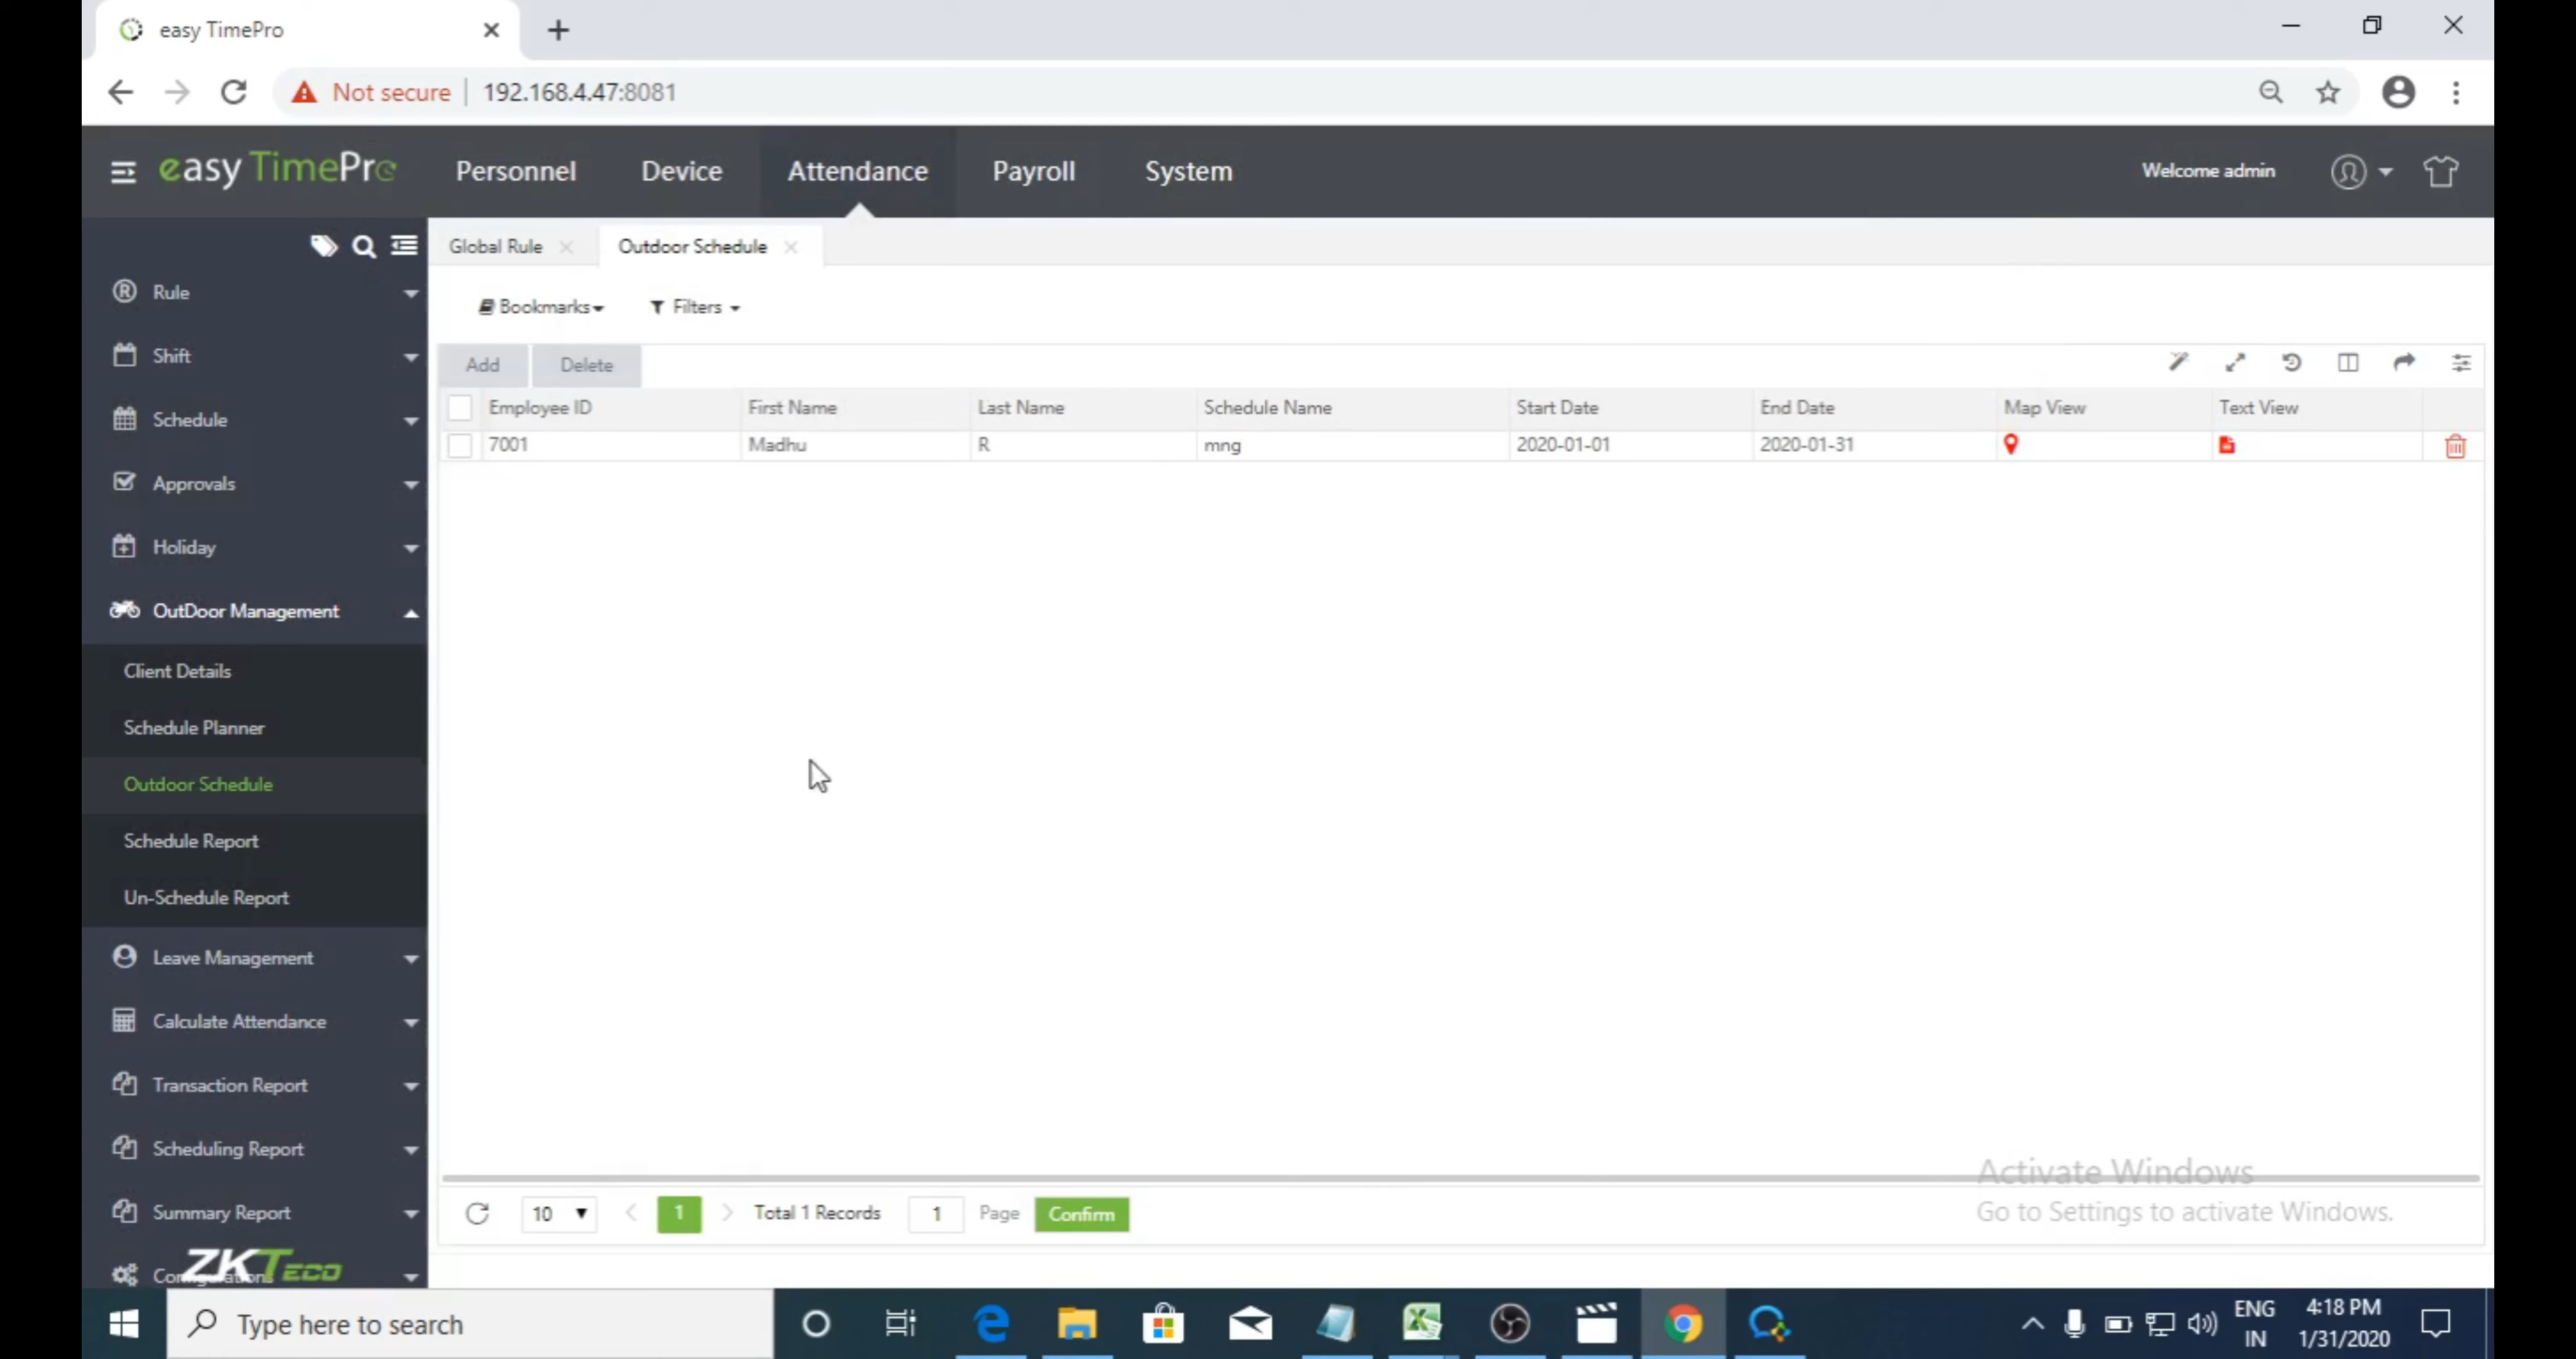 easy TimePro
Not secure | 192.168.4.47:8081
easy TimePro Personnel Device Attendance Payroll System Welcome admin
Global Rule Outdoor Schedule
Bookmarks Filters
Add Delete
Employee ID First Name Last Name Schedule Name Start Date End Date Map View Text View
7001 Madhu R mng 2020-01-01 2020-01-31
Rule
Shift
Schedule
Approvals
Holiday
OutDoor Management
Client Details
Schedule Planner
Outdoor Schedule
Schedule Report
Un-Schedule Report
Leave Management
Calculate Attendance
Transaction Report
Scheduling Report
Summary Report
Configurations
ZKTeco
10 1 Total 1 Records 1 Page Confirm
Activate Windows
Go to Settings to activate Windows.
Type here to search
ENG
IN
4:18 PM
1/31/2020